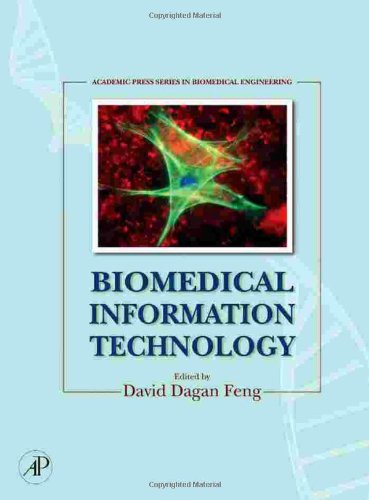 Copyrighted Material
ACADEMIC PRESS SERIES IN BIOMEDICAL ENGINEERING
BIOMEDICAL
INFORMATION
TECHNOLOGY
Edited by
David Dagan Feng
AP
Copyrighted Material